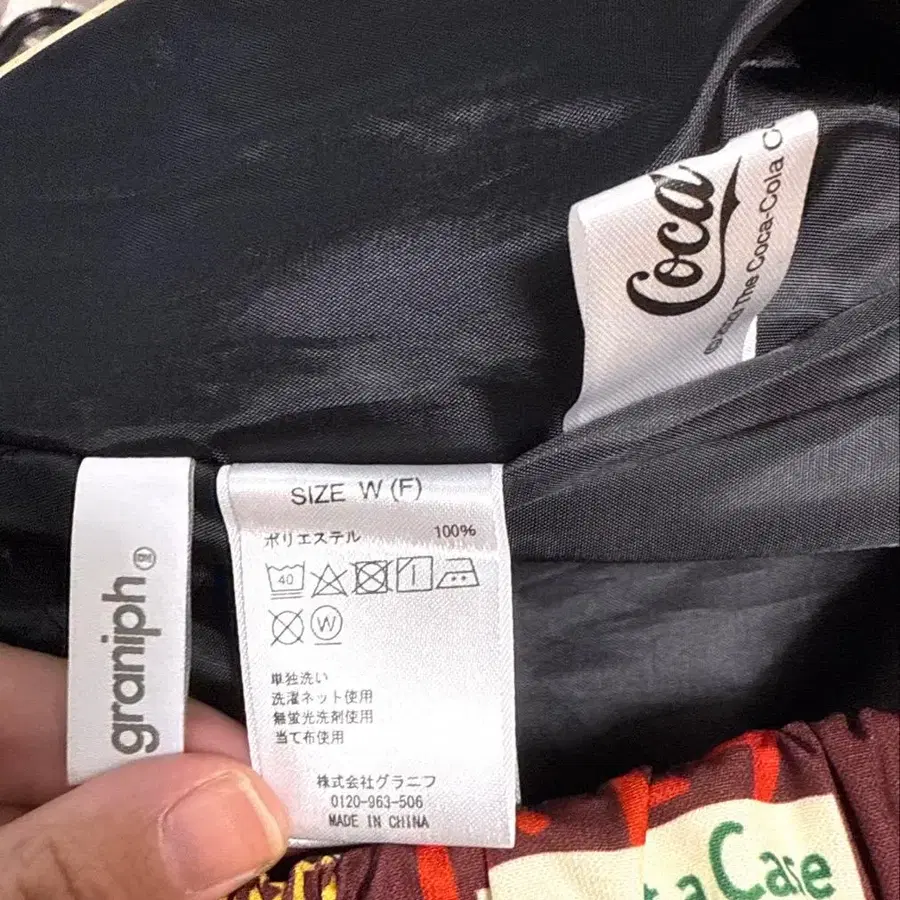 Coca
The Coca-Cola C
graniph
SIZE W (F)
ポリエステル 100%
40
W
単独洗い
洗濯ネット使用
無蛍光洗剤使用
当て布使用
株式会社グラニフ
0120-963-506
MADE IN CHINA
ta Case